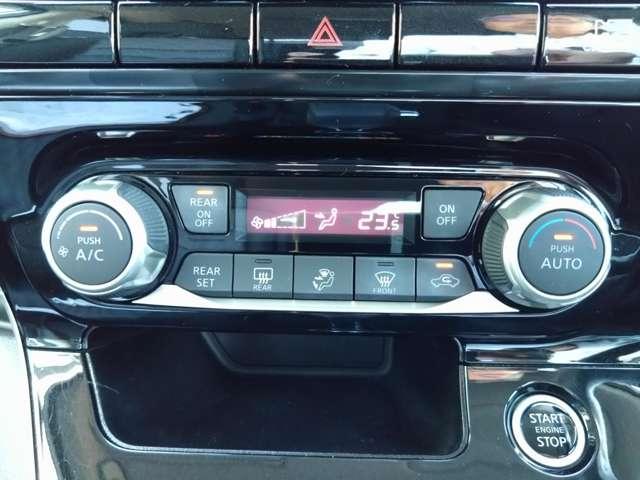 REAR
ON
OFF
23.5
ON
OFF
PUSH
A/C
PUSH
AUTO
REAR
SET
REAR
FRONT
START
ENGINE
STOP